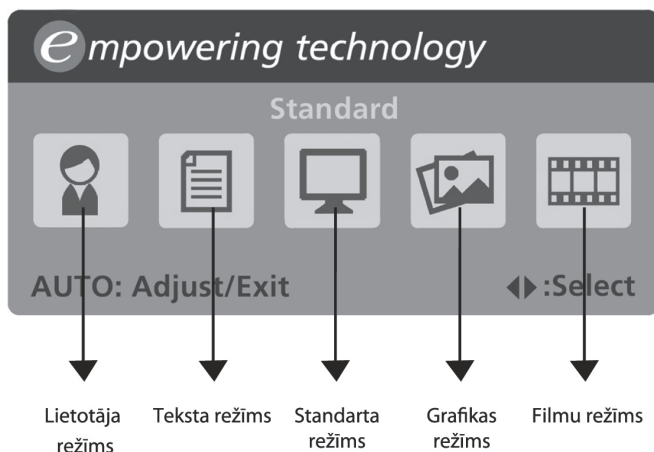 empowering technology
Standard
AUTO: Adjust/Exit
:Select
Lietotāja
režīms
Teksta režīms
Standarta
režīms
Grafikas
režīms
Filmu režīms